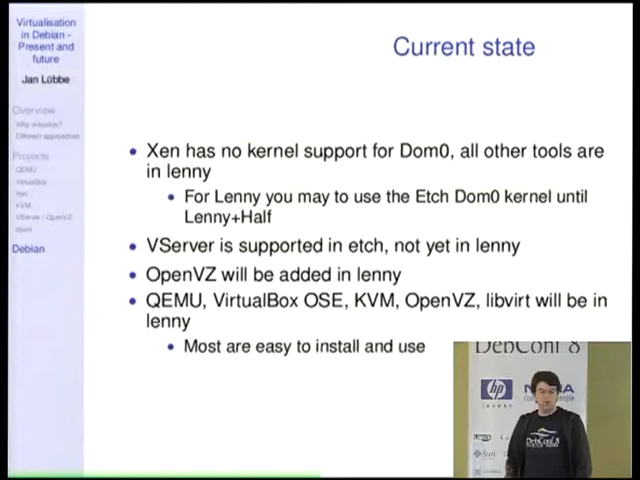 Virtualisation
in Debian -
Present and
future
Jan Lübbe
Overview
Why virtualize?
Different approaches
Projects
QEMU
VirtualBox
Xen
KVM
VServer / OpenVZ
libvirt
Debian
Current state
Xen has no kernel support for Dom0, all other tools are
in lenny
For Lenny you may to use the Etch Dom0 kernel until
Lenny+Half
VServer is supported in etch, not yet in lenny
OpenVZ will be added in lenny
QEMU, VirtualBox OSE, KVM, OpenVZ, libvirt will be in
lenny
Most are easy to install and use
DebConf 8
hp
invent
DebConf 8
Sun